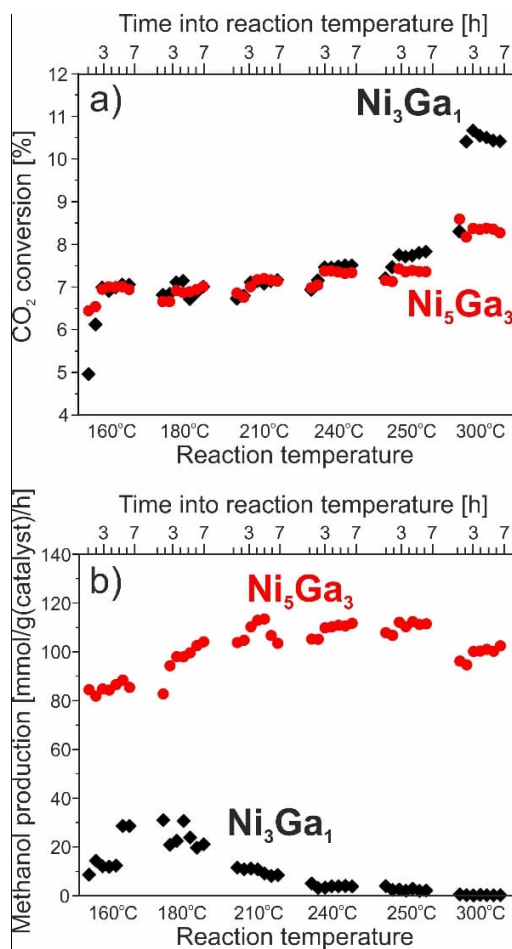 Time into reaction temperature [h]
3 7 3 7 3 7 3 7 3 7 3 7
a)
Ni₃Ga₁
Ni₅Ga₃
CO₂ conversion [%]
12
11
10
9
8
7
6
5
4
160°C 180°C 210°C 240°C 250°C 300°C
Reaction temperature
Time into reaction temperature [h]
3 7 3 7 3 7 3 7 3 7 3 7
b)
Ni₅Ga₃
Ni₃Ga₁
Methanol production [mmol/g(catalyst)/h]
140
120
100
80
60
40
20
0
160°C 180°C 210°C 240°C 250°C 300°C
Reaction temperature